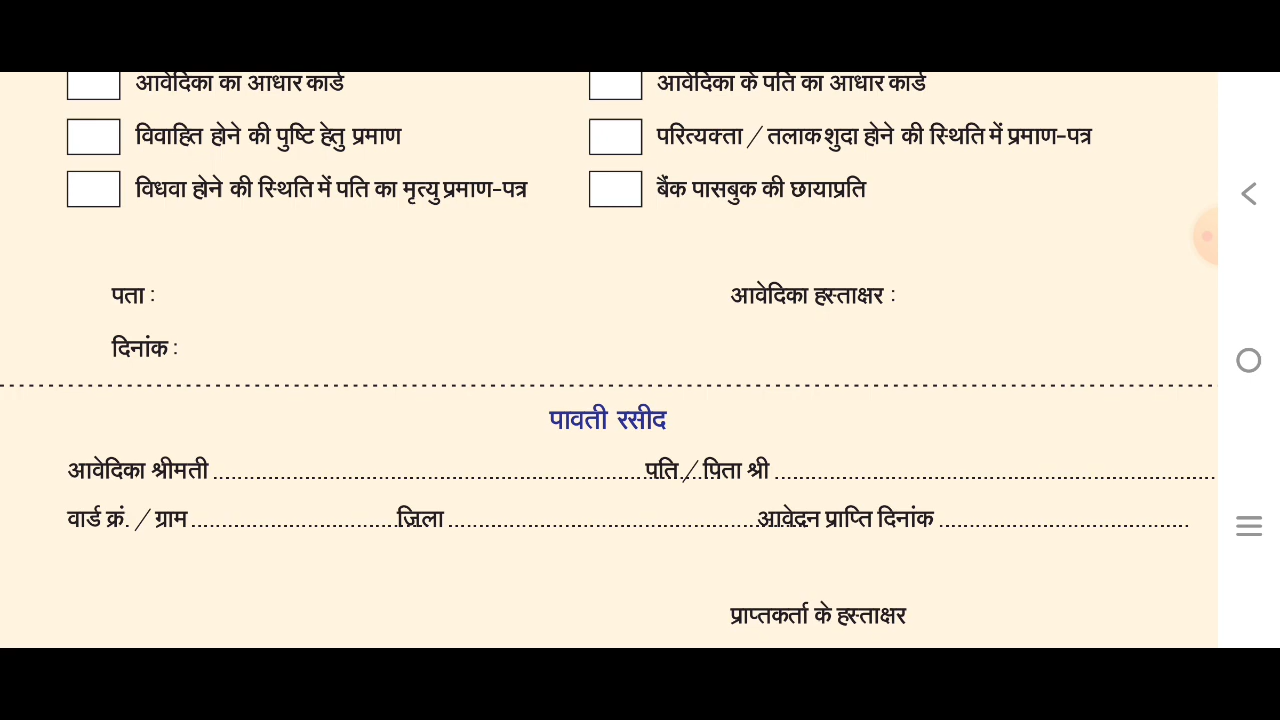 आवेदिका का आधार कार्ड आवेदिका के पति का आधार कार्ड
विवाहित होने की पुष्टि हेतु प्रमाण परित्यक्ता / तलाकशुदा होने की स्थिति में प्रमाण-पत्र
विधवा होने की स्थिति में पति का मृत्यु प्रमाण-पत्र बैंक पासबुक की छायाप्रति
पता : आवेदिका हस्ताक्षर :
दिनांक :
पावती रसीद
आवेदिका श्रीमती पति / पिता श्री
वार्ड क्रं. / ग्राम जिला आवेदन प्राप्ति दिनांक
प्राप्तकर्ता के हस्ताक्षर